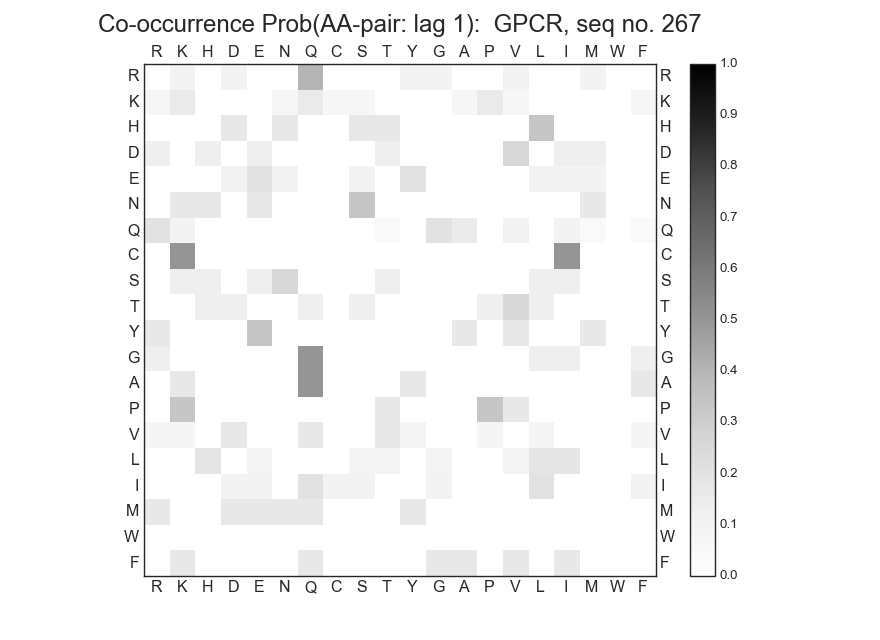 Co-occurrence Prob(AA-pair: lag 1):  GPCR, seq no. 267
R K H D E N Q C S T Y G A P V L I M W F
R R 1.0
K K 0.9
H H
D D 0.8
E E
N N 0.7
Q Q
C C 0.6
S S
T T 0.5
Y Y
G G 0.4
A A
P P 0.3
V V
L L 0.2
I I
M M 0.1
W W
F F 0.0
R K H D E N Q C S T Y G A P V L I M W F